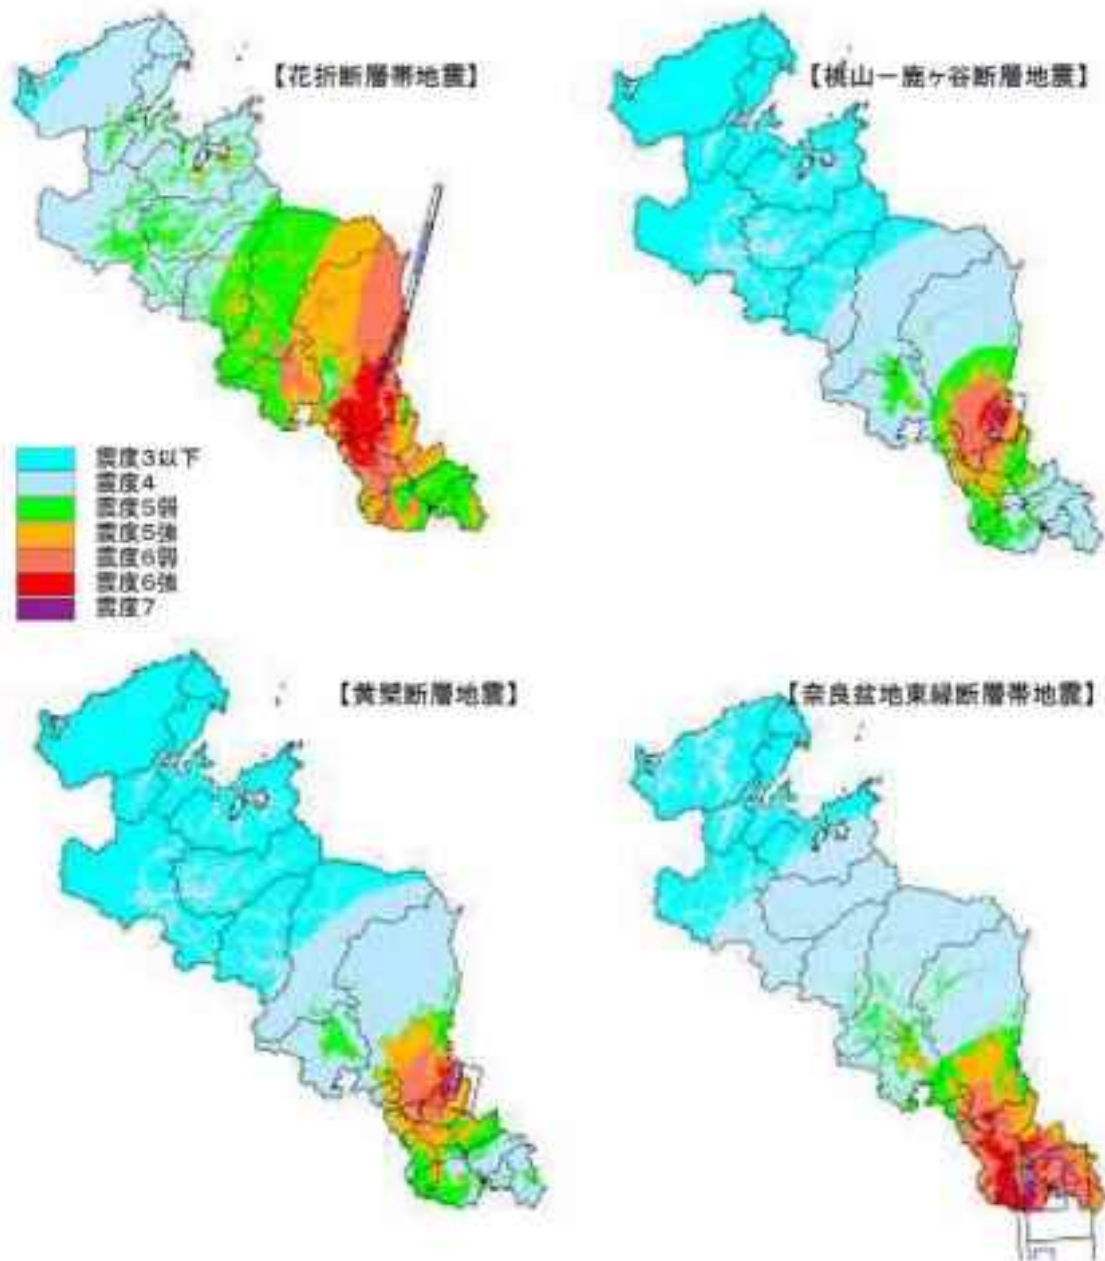 【花折断層帯地震】
【桃山－鹿ヶ谷断層地震】
震度3以下
震度4
震度5弱
震度5強
震度6弱
震度6強
震度7
【黄檗断層地震】
【奈良盆地東縁断層帯地震】